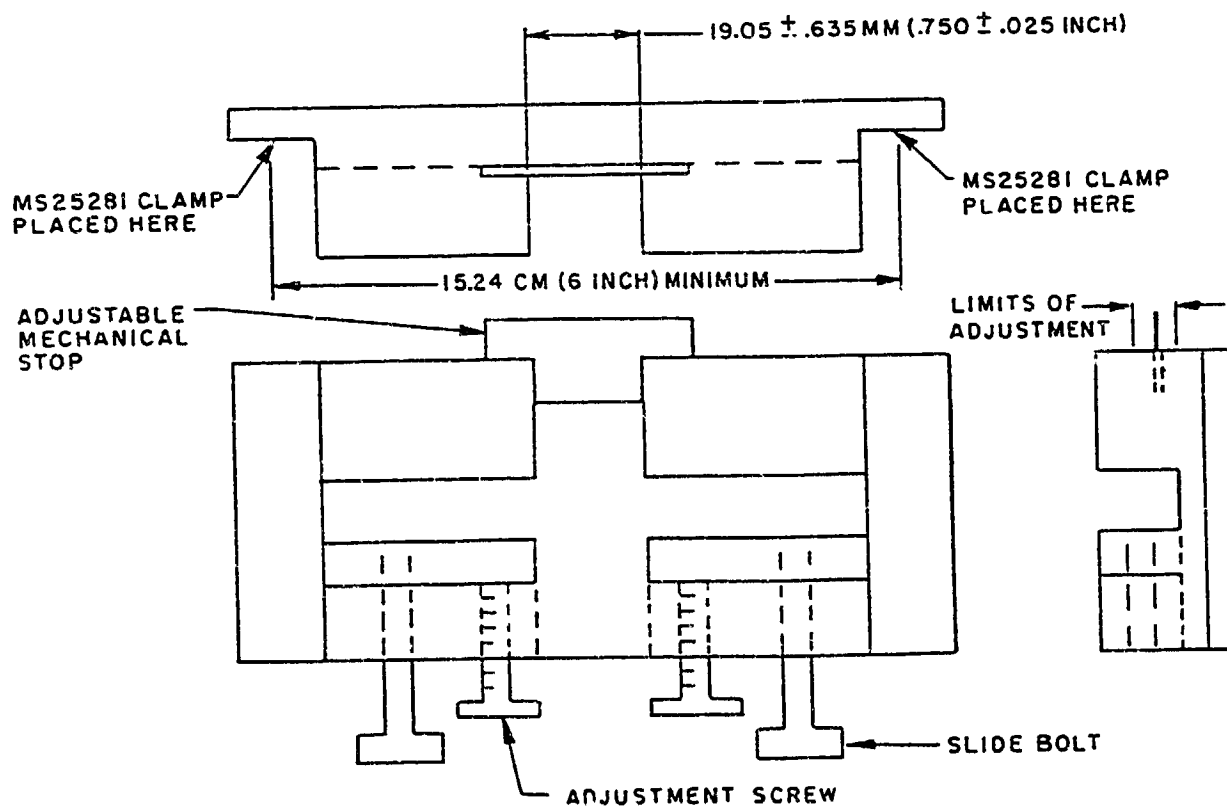 19.05 ± .635 MM (.750 ± .025 INCH)
MS25281 CLAMP
PLACED HERE
MS25281 CLAMP
PLACED HERE
15.24 CM (6 INCH) MINIMUM
ADJUSTABLE
MECHANICAL
STOP
LIMITS OF
ADJUSTMENT
SLIDE BOLT
ADJUSTMENT SCREW